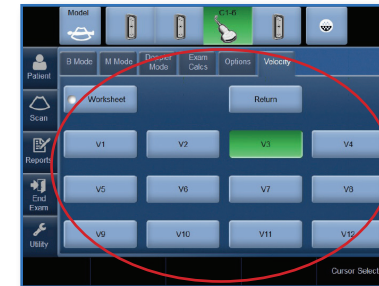 Model
C1-6
B Mode M Mode Doppler Mode Exam Calcs Options Velocity
Patient
Worksheet Return
Scan
V1 V2 V3 V4
Reports
V5 V6 V7 V8
End Exam
V9 V10 V11 V12
Utility
Cursor Select